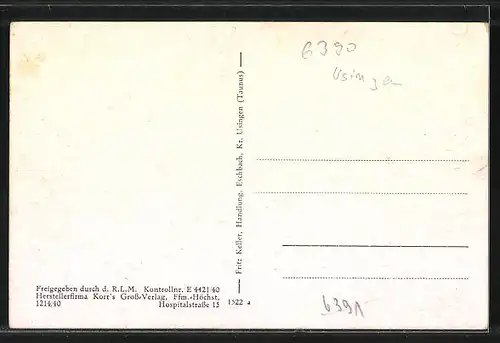 6390
Usingen
Fritz Keller, Handlung, Eschbach, Kr. Usingen (Taunus)
Freigegeben durch d. R.L.M. Kontrollnr. E 4421/40
Herstellerfirma Korr's Groß-Verlag, Ffm.-Höchst,
1214/40 Hospitalstraße 15
1522 a
6391